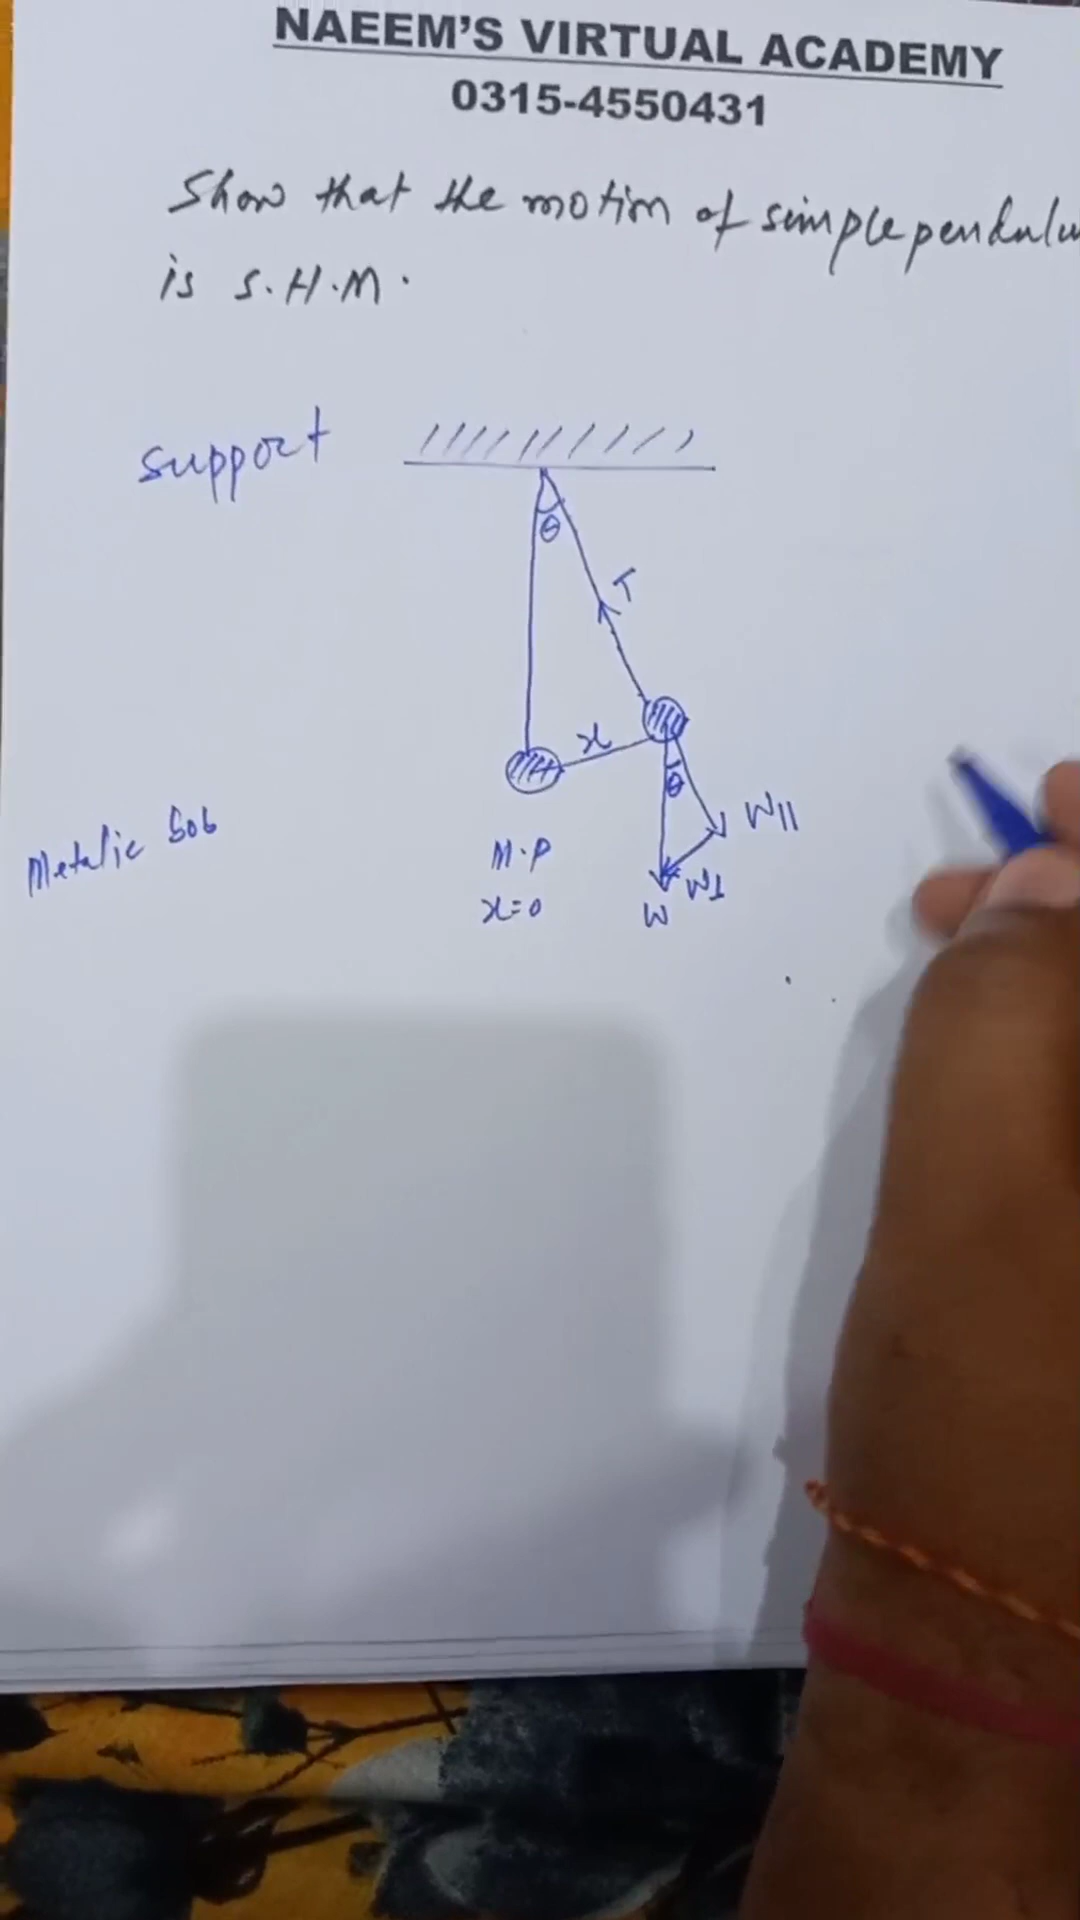 NAEEM'S VIRTUAL ACADEMY
0315-4550431
Show that the motion of simple pendulu
is S.H.M.
support
θ
T
x
θ
W||
Metalic bob
M.P
W⊥
x=0
W